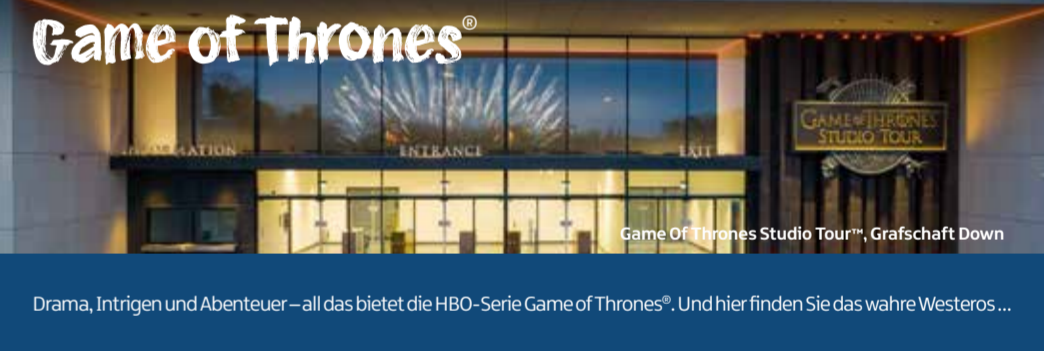 Game of Thrones®
INFORMATION
ENTRANCE
EXIT
GAME OF THRONES
STUDIO TOUR
Game Of Thrones Studio Tour™, Grafschaft Down
Drama, Intrigen und Abenteuer – all das bietet die HBO-Serie Game of Thrones®. Und hier finden Sie das wahre Westeros ...